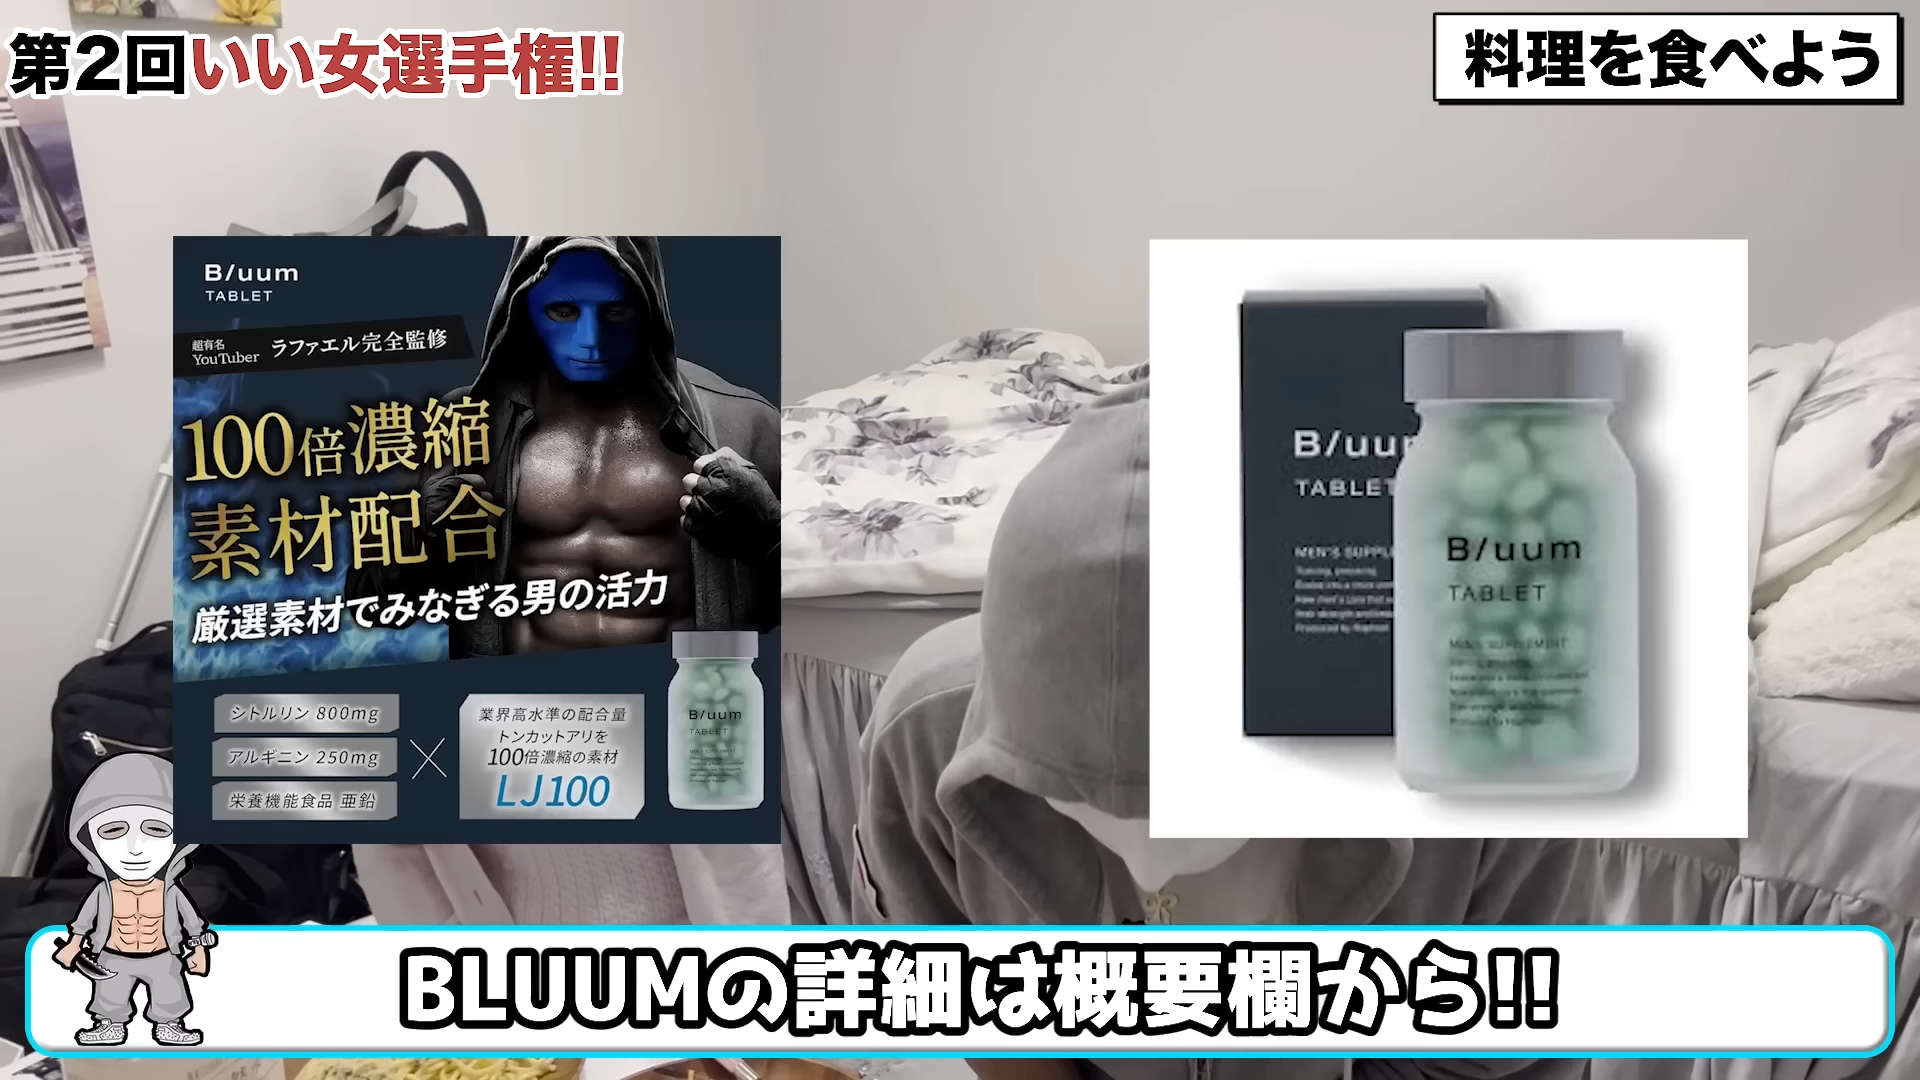 第2回いい女選手権!!
料理を食べよう
B/uum
TABLET
超有名
YouTuber
ラファエル完全監修
100倍濃縮
素材配合
厳選素材でみなぎる男の活力
シトルリン 800mg
アルギニン 250mg
栄養機能食品 亜鉛
業界高水準の配合量
トンカットアリを
100倍濃縮の素材
LJ100
B/uum
TABLET
B/uum
TABLET
MEN'S SUPPLE
B/uum
TABLET
MEN'S SUPPLEMENT
BLUUMの詳細は概要欄から!!